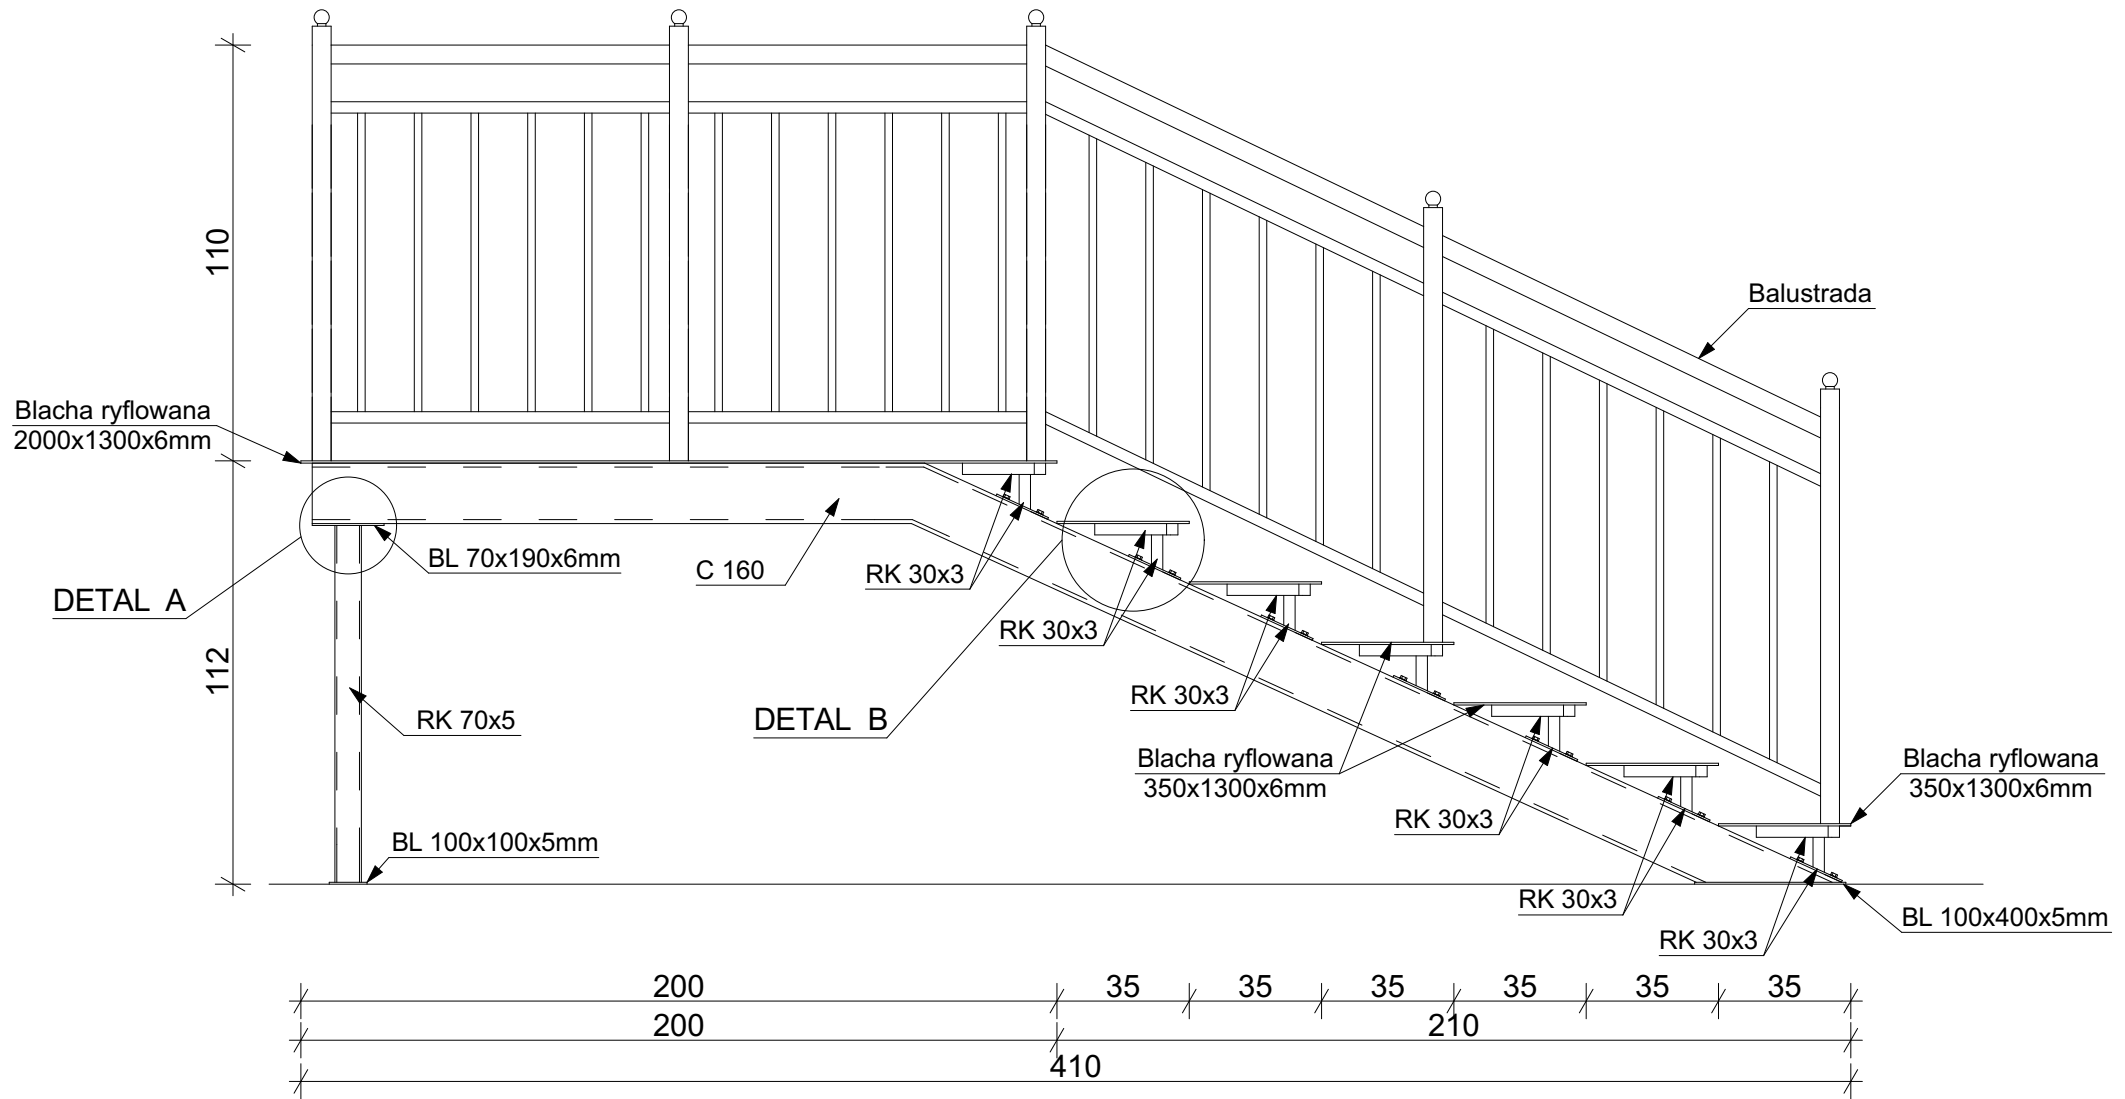 110
Balustrada
Blacha ryflowana
2000x1300x6mm
BL 70x190x6mm
C 160
RK 30x3
DETAL A
RK 30x3
112
RK 30x3
RK 70x5
DETAL B
Blacha ryflowana
350x1300x6mm
Blacha ryflowana
350x1300x6mm
RK 30x3
BL 100x100x5mm
RK 30x3
BL 100x400x5mm
RK 30x3
200 35 35 35 35 35 35
200 210
410